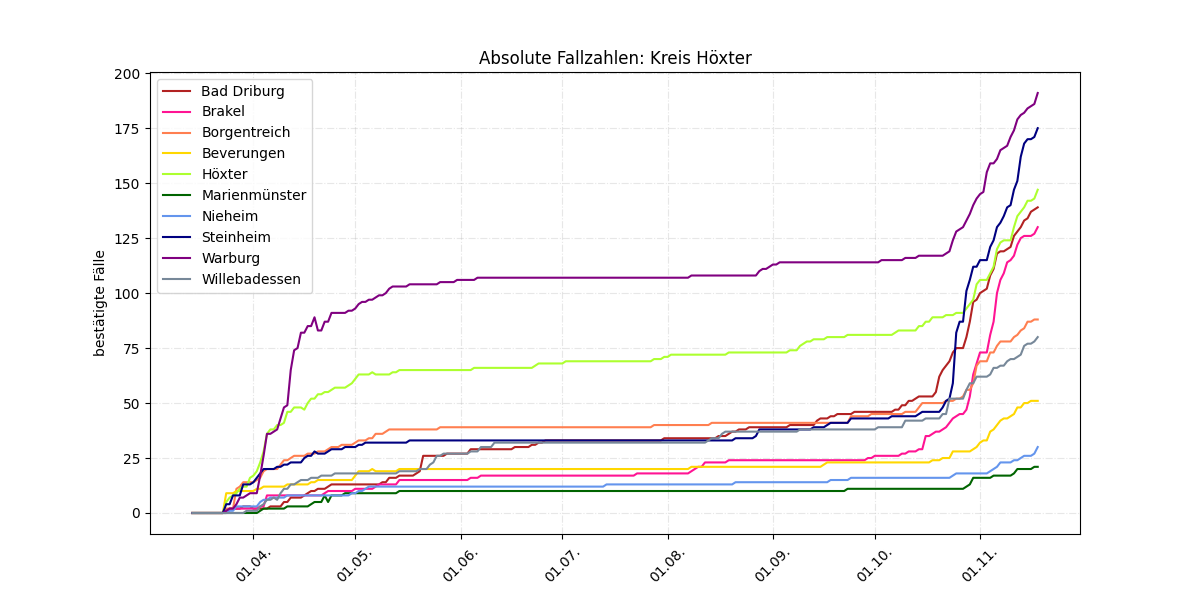 Absolute Fallzahlen: Kreis Höxter
bestätigte Fälle
200
175
150
125
100
75
50
25
0
Bad Driburg
Brakel
Borgentreich
Beverungen
Höxter
Marienmünster
Nieheim
Steinheim
Warburg
Willebadessen
01.04.
01.05.
01.06.
01.07.
01.08.
01.09.
01.10.
01.11.